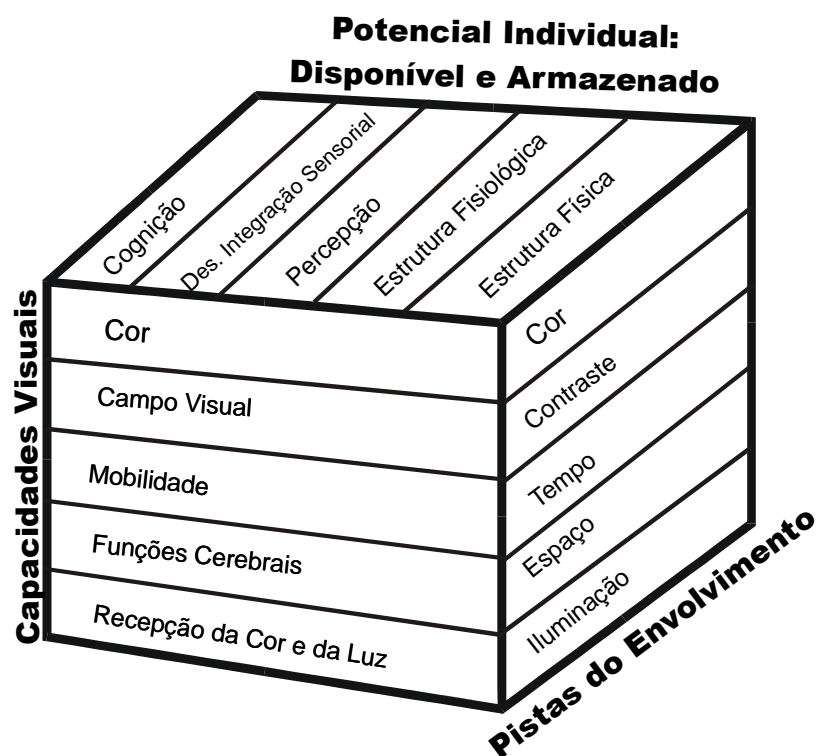 Potencial Individual:
Disponível e Armazenado
Cognição
Des. Integração Sensorial
Percepção
Estrutura Fisiológica
Estrutura Física
Capacidades Visuais
Cor
Campo Visual
Mobilidade
Funções Cerebrais
Recepção da Cor e da Luz
Cor
Contraste
Tempo
Espaço
Iluminação
Pistas do Envolvimento